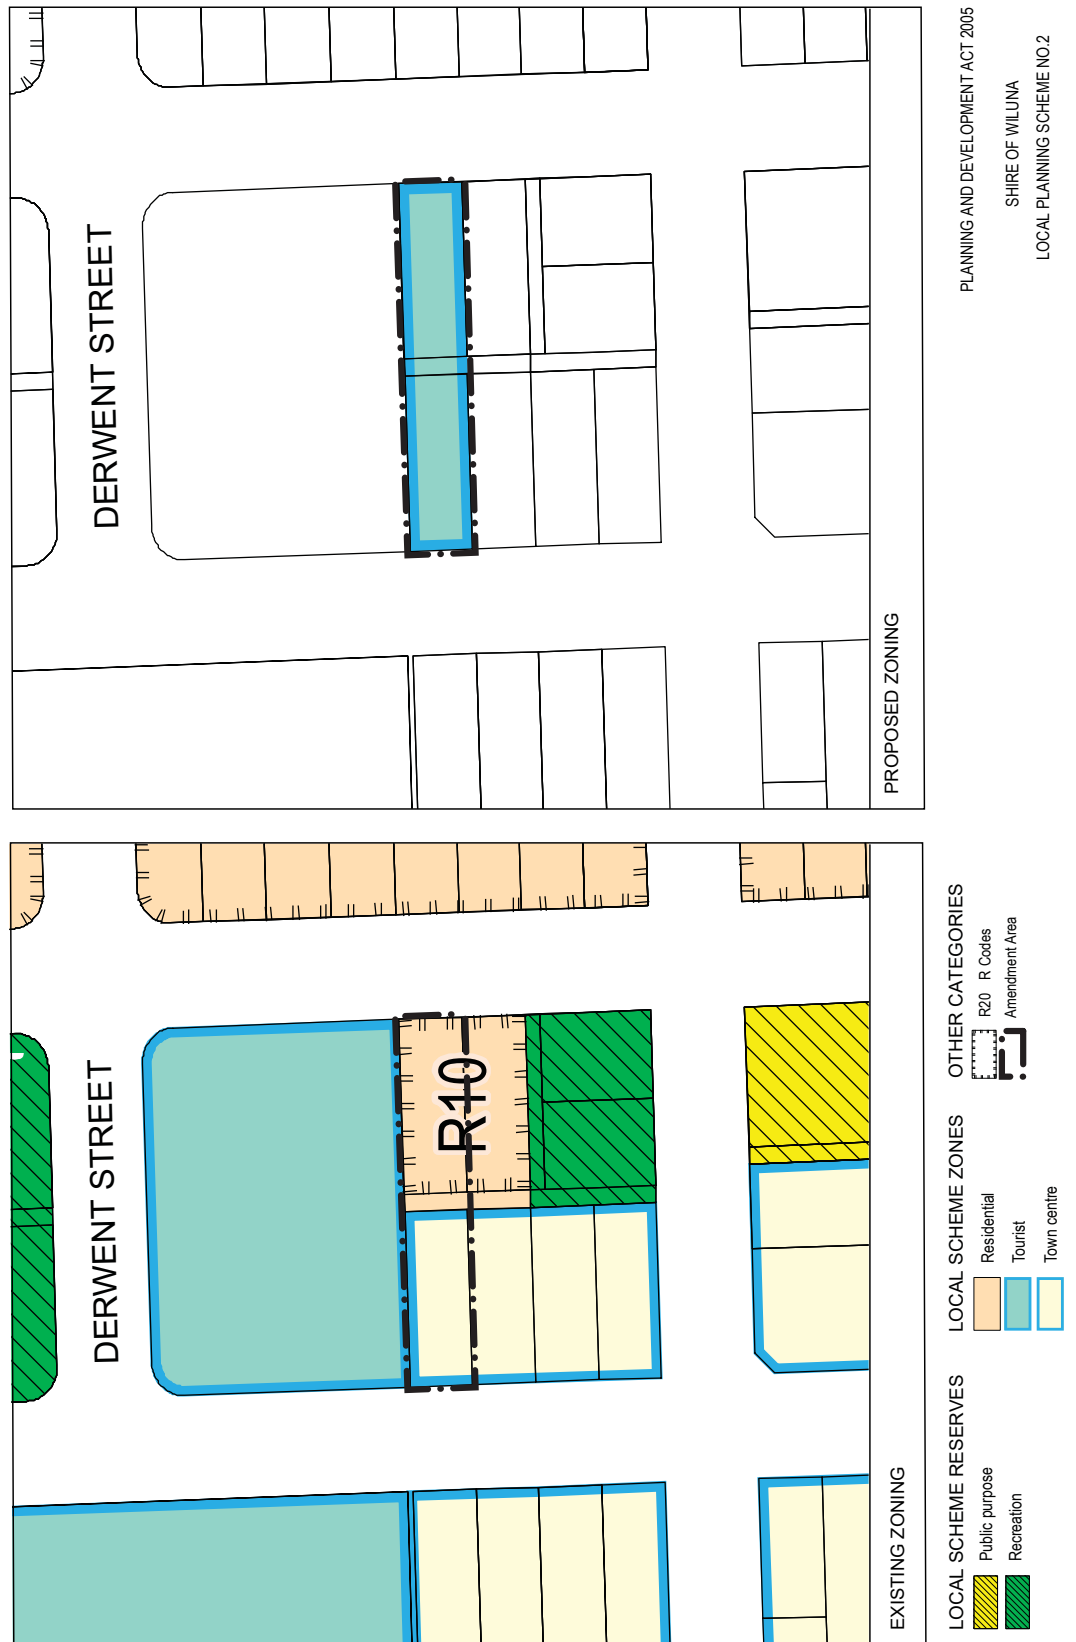 DERWENT STREET
R10
EXISTING ZONING
DERWENT STREET
PROPOSED ZONING
LOCAL SCHEME RESERVES
Public purpose
Recreation
LOCAL SCHEME ZONES
Residential
Tourist
Town centre
OTHER CATEGORIES
R20 R Codes
Amendment Area
PLANNING AND DEVELOPMENT ACT 2005
SHIRE OF WILUNA
LOCAL PLANNING SCHEME NO.2